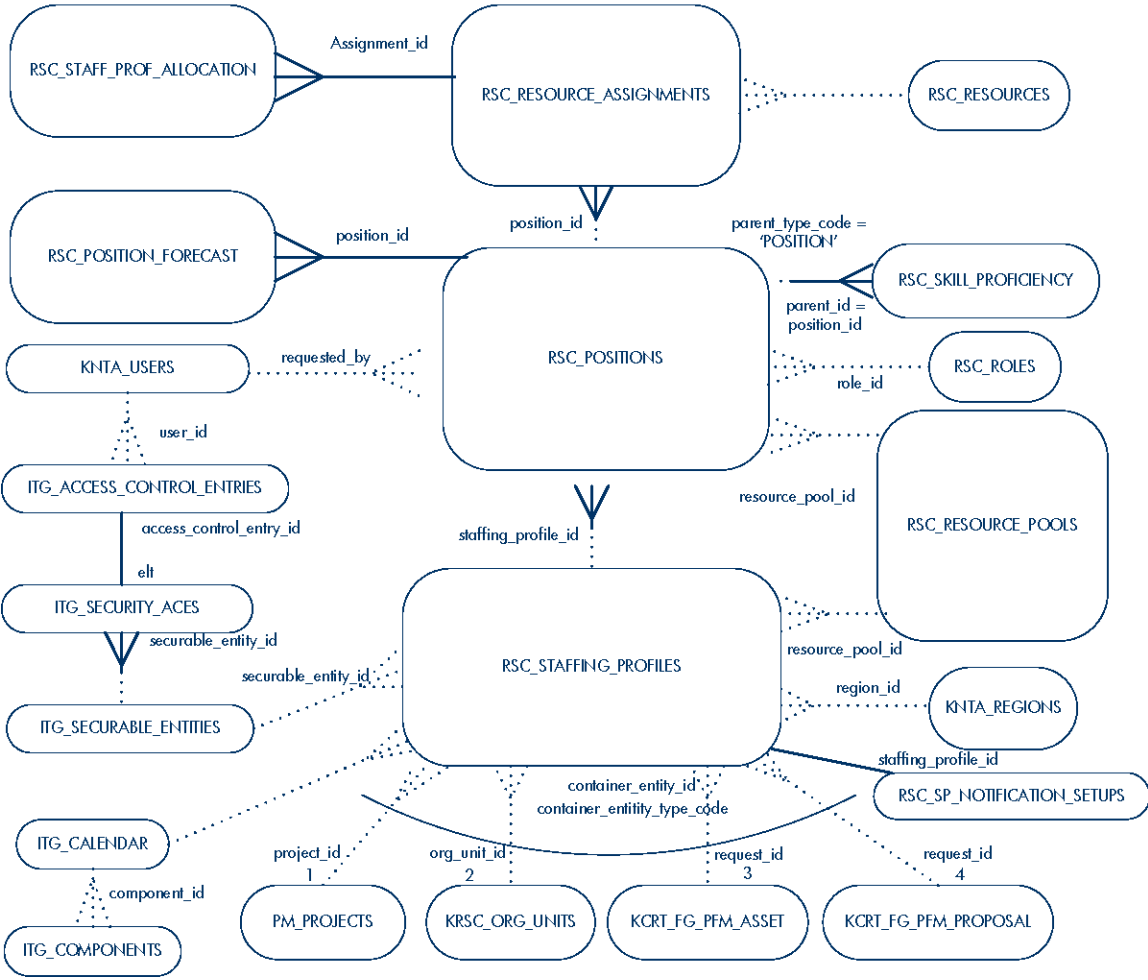 Assignment_id
RSC_STAFF_PROF_ALLOCATION
RSC_RESOURCE_ASSIGNMENTS
RSC_RESOURCES
position_id
parent_type_code =
‘POSITION’
position_id
RSC_POSITION_FORECAST
RSC_SKILL_PROFICIENCY
parent_id =
position_id
KNTA_USERS
requested_by
RSC_POSITIONS
RSC_ROLES
role_id
user_id
ITG_ACCESS_CONTROL_ENTRIES
resource_pool_id
RSC_RESOURCE_POOLS
access_control_entry_id
staffing_profile_id
elt
ITG_SECURITY_ACES
securable_entity_id
resource_pool_id
RSC_STAFFING_PROFILES
securable_entity_id
region_id
KNTA_REGIONS
ITG_SECURABLE_ENTITIES
staffing_profile_id
container_entity_id
RSC_SP_NOTIFICATION_SETUPS
container_entitity_type_code
ITG_CALENDAR
project_id
1
org_unit_id
2
request_id
3
request_id
4
component_id
PM_PROJECTS
KRSC_ORG_UNITS
KCRT_FG_PFM_ASSET
KCRT_FG_PFM_PROPOSAL
ITG_COMPONENTS